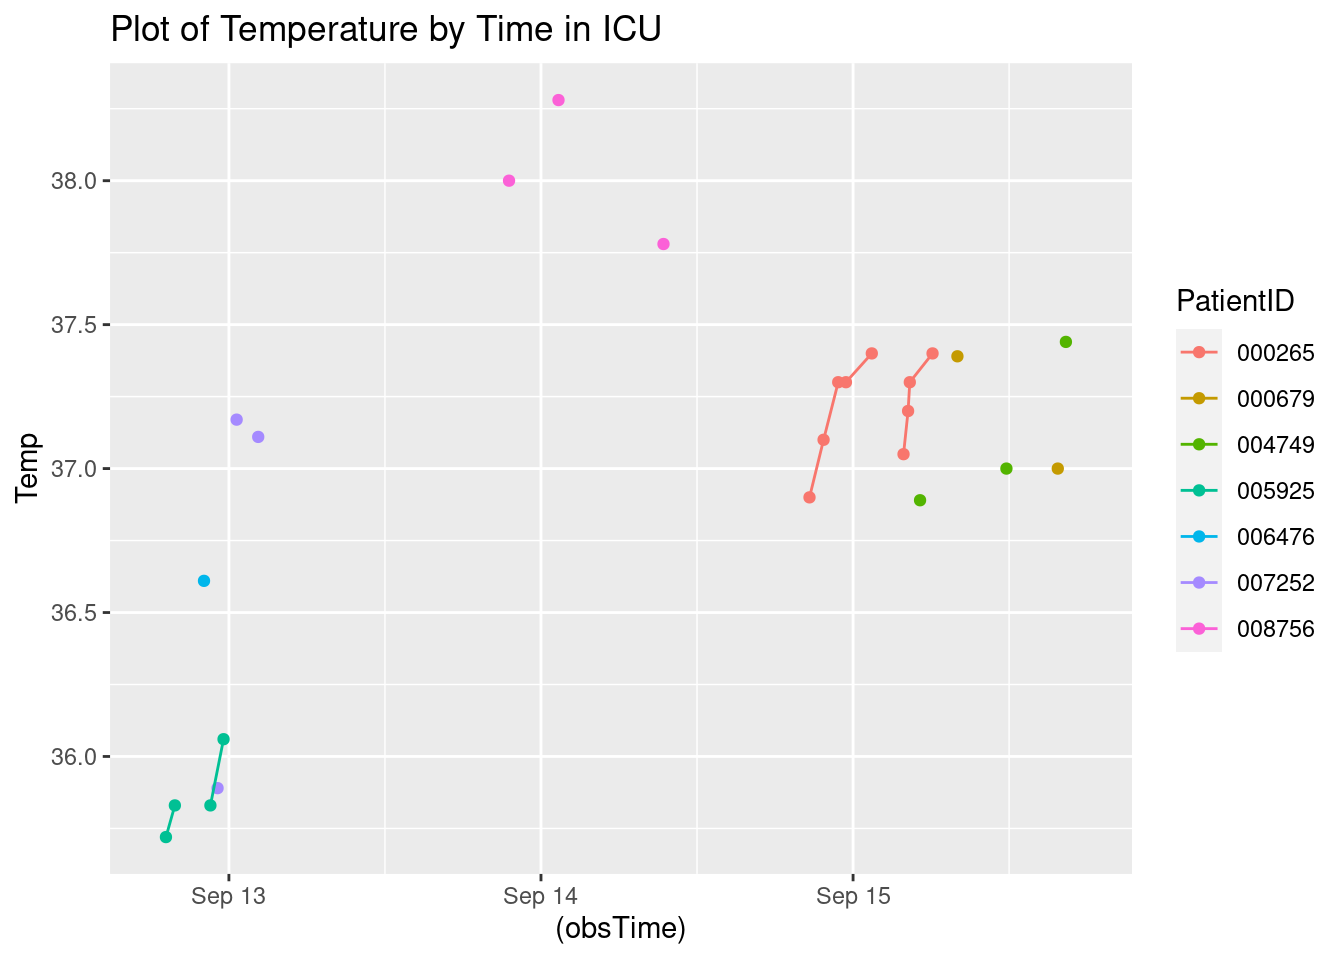 Plot of Temperature by Time in ICU
38.0
37.5
37.0
36.5
36.0
Temp
Sep 13
Sep 14
Sep 15
(obsTime)
PatientID
000265
000679
004749
005925
006476
007252
008756